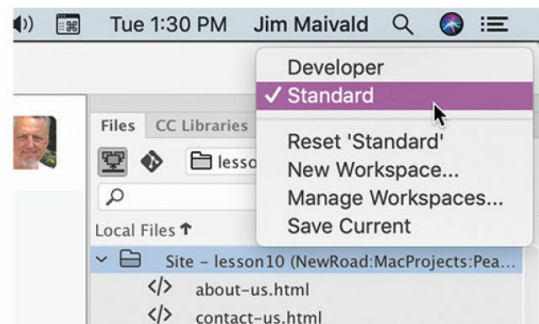 Tue 1:30 PM Jim Maivald
Developer
✓ Standard
Reset 'Standard'
New Workspace...
Manage Workspaces...
Save Current
Files CC Libraries
lesso
Local Files ↑
Site – lesson10 (NewRoad:MacProjects:Pea...
</> about-us.html
</> contact-us.html